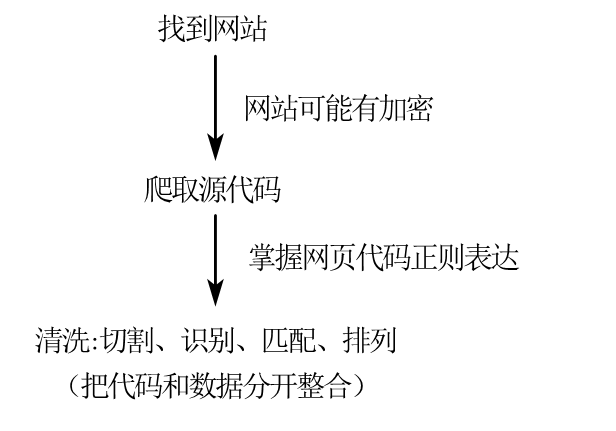 找到网站
网站可能有加密
爬取源代码
掌握网页代码正则表达
清洗:切割、识别、匹配、排列
（把代码和数据分开整合）